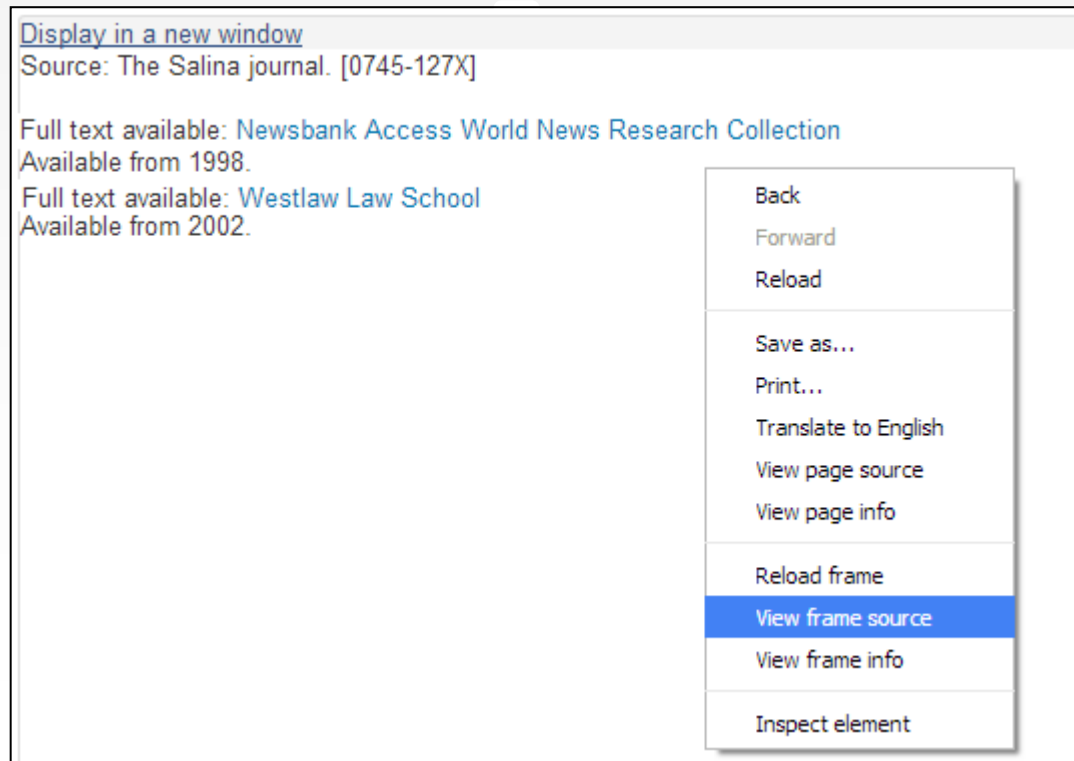 Display in a new window
Source: The Salina journal. [0745-127X]
Full text available: Newsbank Access World News Research Collection
Available from 1998.
Full text available: Westlaw Law School
Available from 2002.
Back
Forward
Reload
Save as...
Print...
Translate to English
View page source
View page info
Reload frame
View frame source
View frame info
Inspect element